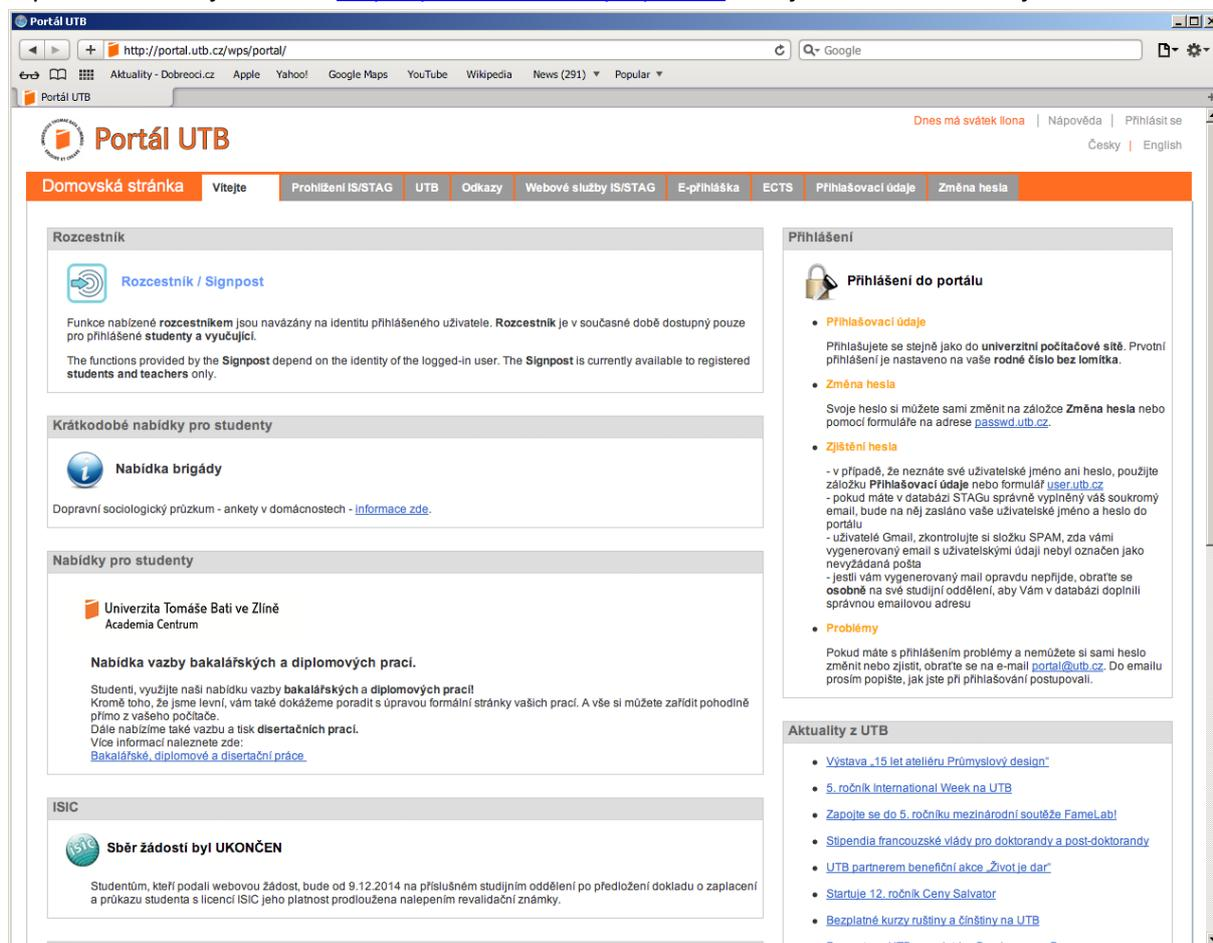 Portál UTB
http://portal.utb.cz/wps/portal/
Google
Aktuality - Dobreoci.cz Apple Yahoo! Google Maps YouTube Wikipedia News (291) ▼ Popular ▼
Portál UTB
Portál UTB
Dnes má svátek Ilona | Nápověda | Přihlásit se
Česky | English
Domovská stránka Vítejte Prohlížení IS/STAG UTB Odkazy Webové služby IS/STAG E-přihláška ECTS Přihlašovací údaje Změna hesla
Rozcestník
Rozcestník / Signpost
Funkce nabízené rozcestníkem jsou navázány na identitu přihlášeného uživatele. Rozcestník je v současné době dostupný pouze
pro přihlášené studenty a vyučující.
The functions provided by the Signpost depend on the identity of the logged-in user. The Signpost is currently available to registered
students and teachers only.
Krátkodobé nabídky pro studenty
Nabídka brigády
Dopravní sociologický průzkum - ankety v domácnostech - informace zde.
Nabídky pro studenty
Univerzita Tomáše Bati ve Zlíně
Academia Centrum
Nabídka vazby bakalářských a diplomových prací.
Studenti, využijte naši nabídku vazby bakalářských a diplomových prací!
Kromě toho, že jsme levní, vám také dokážeme poradit s úpravou formální stránky vašich prací. A vše si můžete zařídit pohodlně
přímo z vašeho počítače.
Dále nabízíme také vazbu a tisk disertačních prací.
Více informací naleznete zde:
Bakalářské, diplomové a disertační práce
ISIC
Sběr žádostí byl UKONČEN
Studentům, kteří podali webovou žádost, bude od 9.12.2014 na příslušném studijním oddělení po předložení dokladu o zaplacení
a průkazu studenta s licencí ISIC jeho platnost prodloužena nalepením revalidační známky.
Přihlášení
Přihlášení do portálu
• Přihlašovací údaje
Přihlašujete se stejně jako do univerzitní počítačové sítě. Prvotní
přihlášení je nastaveno na vaše rodné číslo bez lomítka.
• Změna hesla
Svoje heslo si můžete sami změnit na záložce Změna hesla nebo
pomocí formuláře na adrese passwd.utb.cz.
• Zjištění hesla
- v případě, že neznáte své uživatelské jméno ani heslo, použijte
záložku Přihlašovací údaje nebo formulář user.utb.cz
- pokud máte v databázi STAGu správně vyplněný váš soukromý
email, bude na něj zasláno vaše uživatelské jméno a heslo do
portálu
- uživatelé Gmail, zkontrolujte si složku SPAM, zda vámi
vygenerovaný email s uživatelskými údaji nebyl označen jako
nevyžádaná pošta
- jestli vám vygenerovaný mail opravdu nepřijde, obraťte se
osobně na své studijní oddělení, aby Vám v databázi doplnili
správnou emailovou adresu
• Problémy
Pokud máte s přihlášením problémy a nemůžete si sami heslo
změnit nebo zjistit, obraťte se na e-mail portal@utb.cz. Do emailu
prosím popište, jak jste při přihlašování postupovali.
Aktuality z UTB
• Výstava „15 let ateliéru Průmyslový design“
• 5. ročník International Week na UTB
• Zapojte se do 5. ročníku mezinárodní soutěže FameLab!
• Stipendia francouzské vlády pro doktorandy a post-doktorandy
• UTB partnerem benefiční akce „Život je dar“
• Startuje 12. ročník Ceny Salvator
• Bezplatné kurzy ruštiny a čínštiny na UTB